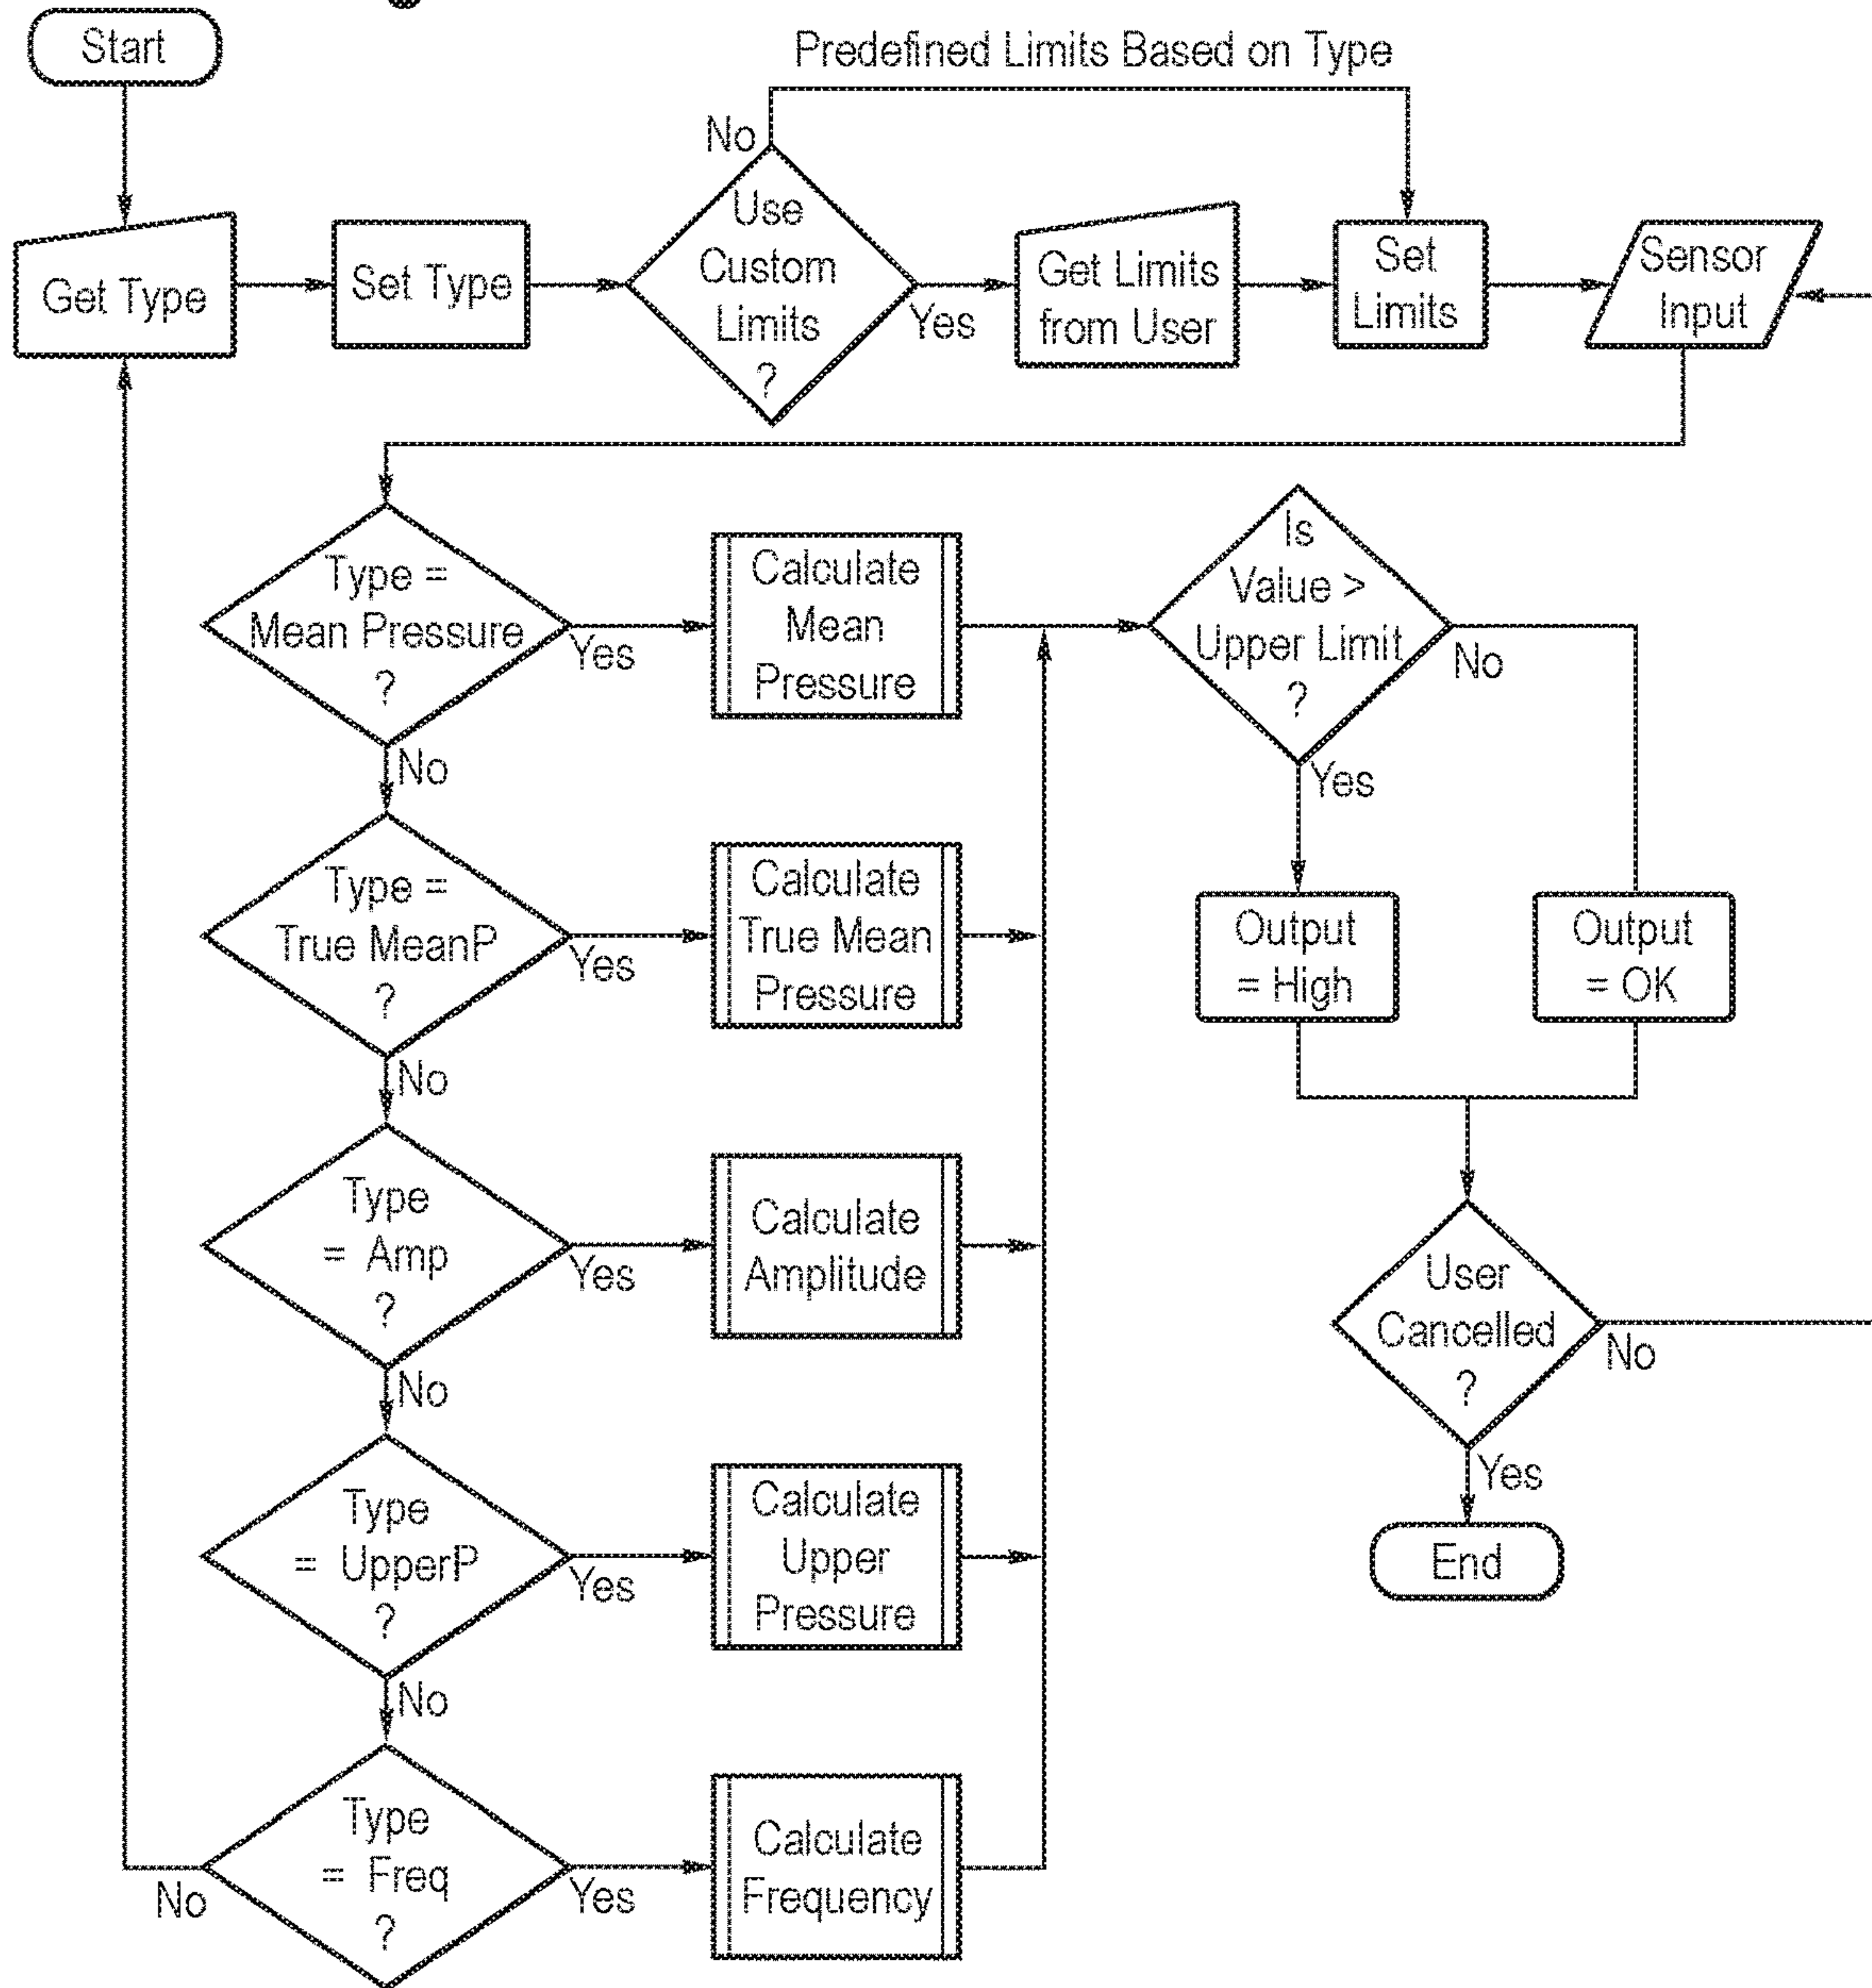 Start
Predefined Limits Based on Type
No
Get Type
Set Type
Use
Custom
Limits
?
Yes
Get Limits
from User
Set
Limits
Sensor
Input
Type =
Mean Pressure
?
Yes
No
Calculate
Mean
Pressure
Is
Value >
Upper Limit
?
No
Yes
Type =
True MeanP
?
Yes
No
Calculate
True Mean
Pressure
Output
= High
Output
= OK
Type
= Amp
?
Yes
No
Calculate
Amplitude
User
Cancelled
?
No
Yes
End
Type
= UpperP
?
Yes
No
Calculate
Upper
Pressure
Type
= Freq
?
No
Yes
Calculate
Frequency